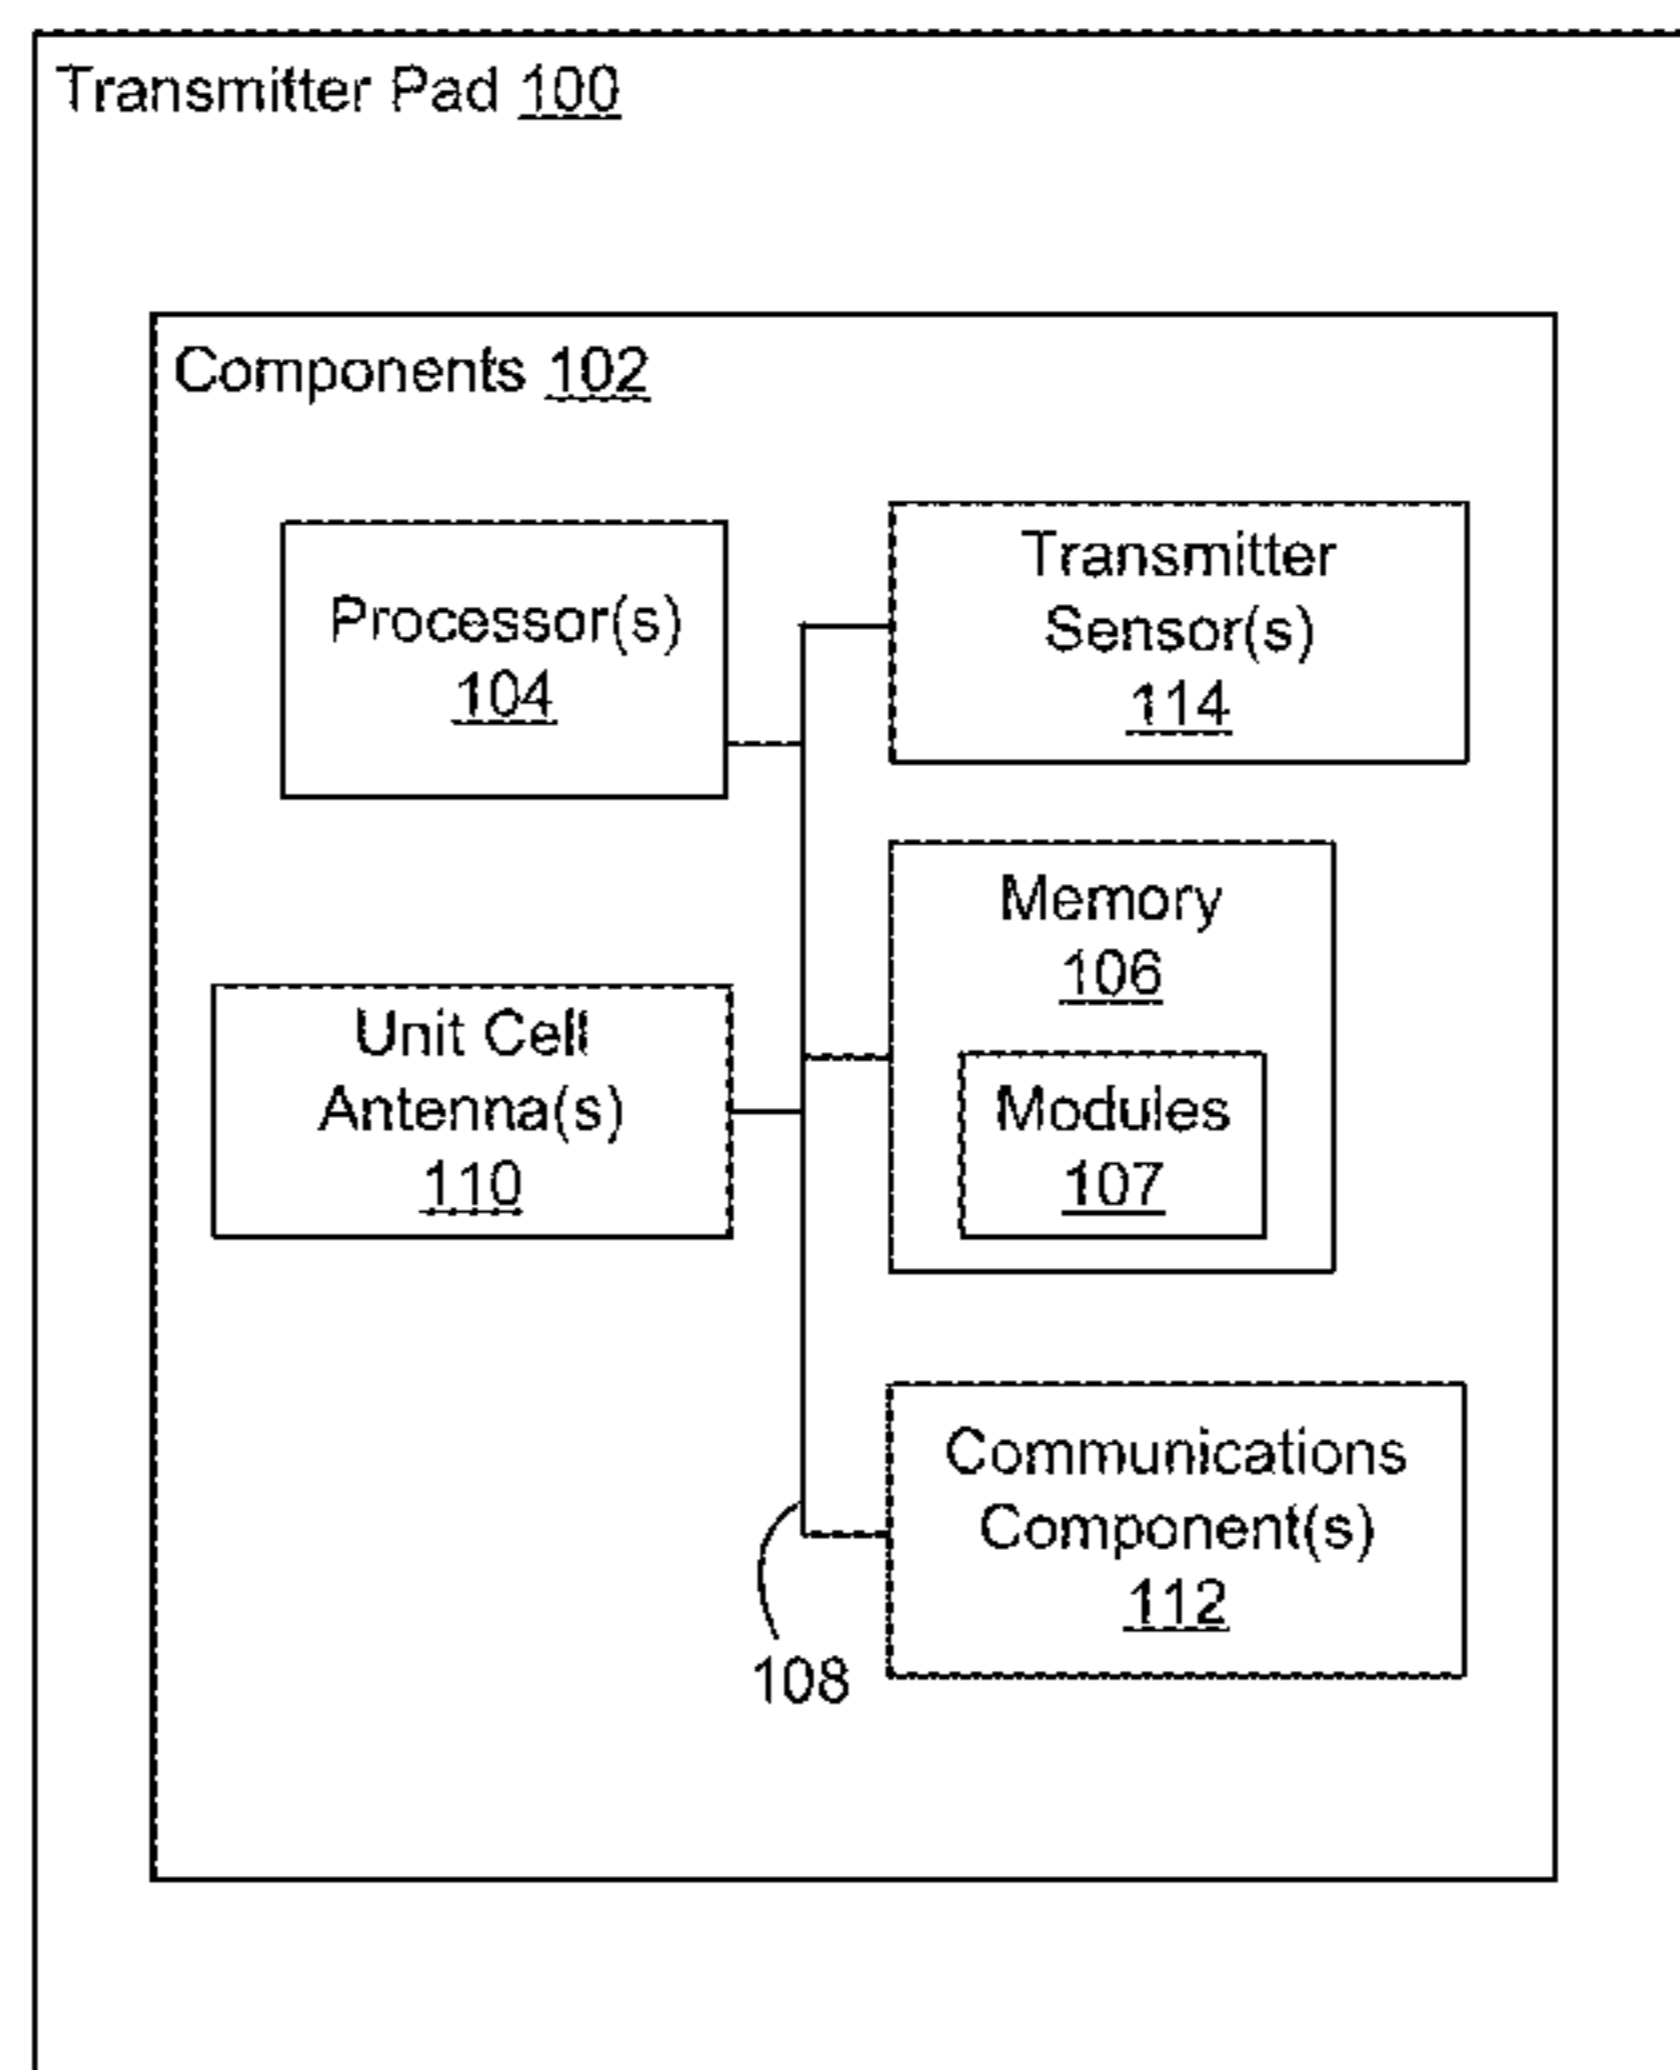 Transmitter Pad 100
Components 102
Processor(s)
104
Transmitter
Sensor(s)
114
Memory
106
Modules
107
Unit Cell
Antenna(s)
110
Communications
Component(s)
112
108